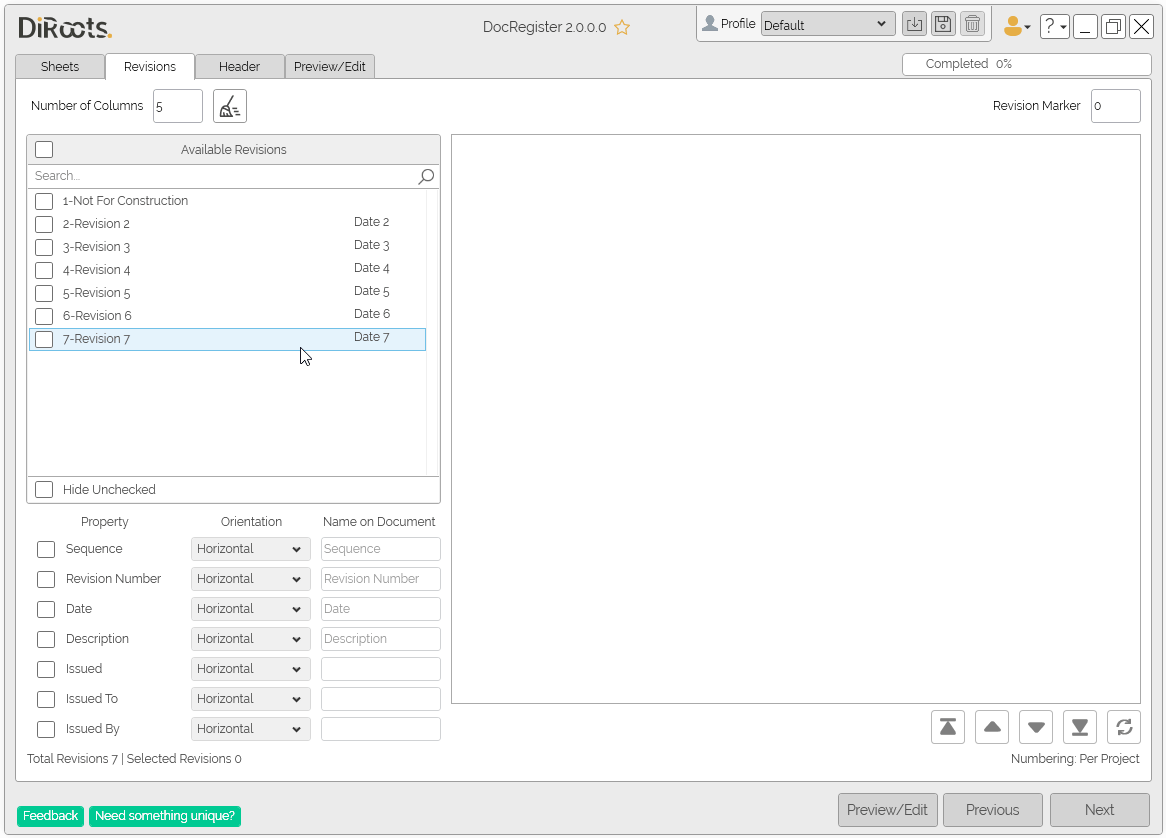 DiRoots.
DocRegister 2.0.0.0
Profile
Default
?
Sheets
Revisions
Header
Preview/Edit
Completed 0%
Number of Columns
5
Revision Marker
0
Available Revisions
Search...
1-Not For Construction
2-Revision 2 Date 2
3-Revision 3 Date 3
4-Revision 4 Date 4
5-Revision 5 Date 5
6-Revision 6 Date 6
7-Revision 7 Date 7
Hide Unchecked
Property Orientation Name on Document
Sequence Horizontal Sequence
Revision Number Horizontal Revision Number
Date Horizontal Date
Description Horizontal Description
Issued Horizontal
Issued To Horizontal
Issued By Horizontal
Total Revisions 7 | Selected Revisions 0
Numbering: Per Project
Feedback
Need something unique?
Preview/Edit
Previous
Next